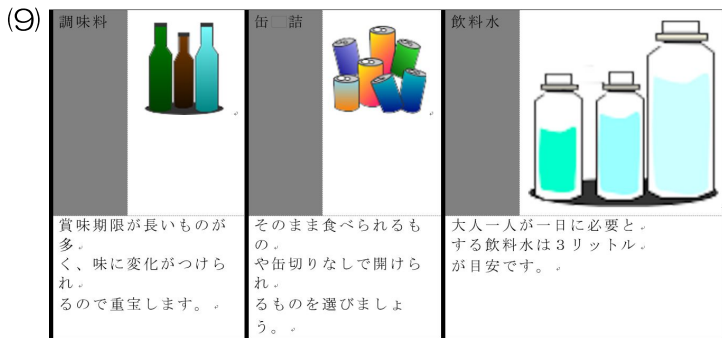 (9)
調味料
賞味期限が長いものが
多
く、味に変化がつけら
れ
るので重宝します。
缶□詰
そのまま食べられるも
の
や缶切りなしで開けら
れ
るものを選びましょ
う。
飲料水
大人一人が一日に必要と
する飲料水は3リットル
が目安です。